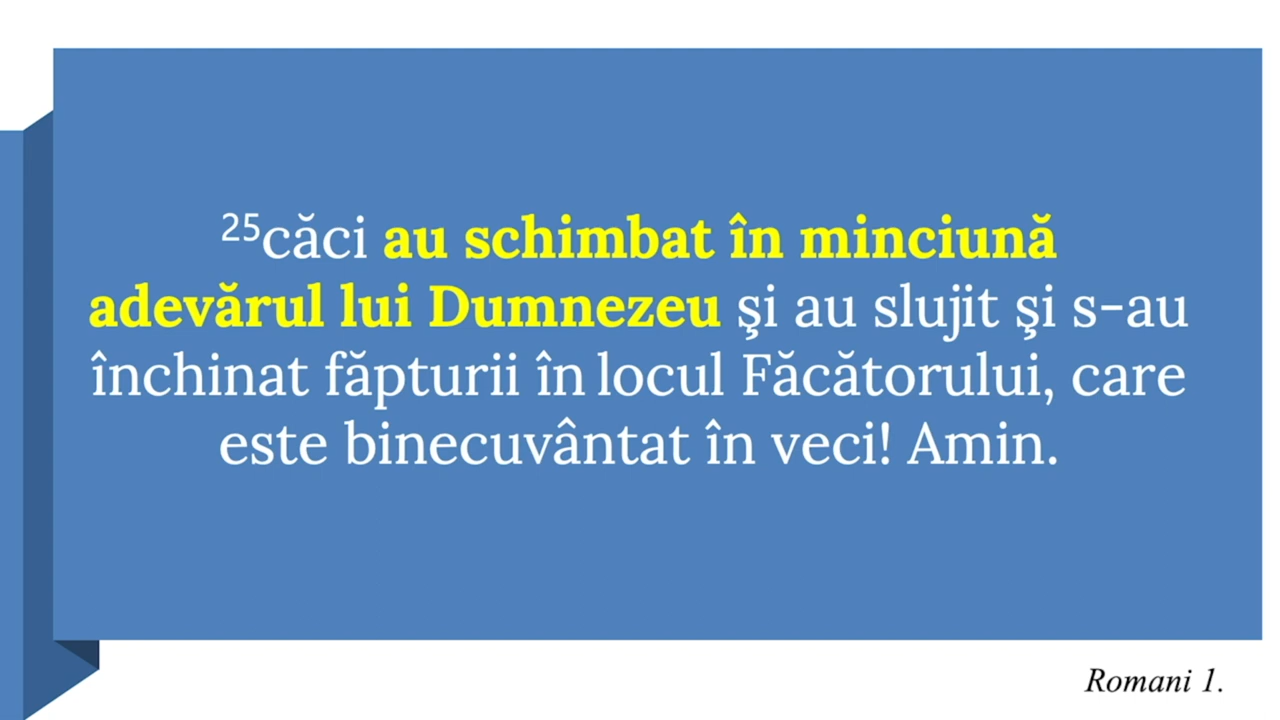 ²⁵căci au schimbat în minciună
adevărul lui Dumnezeu şi au slujit şi s-au
închinat făpturii în locul Făcătorului, care
este binecuvântat în veci! Amin.
Romani 1.